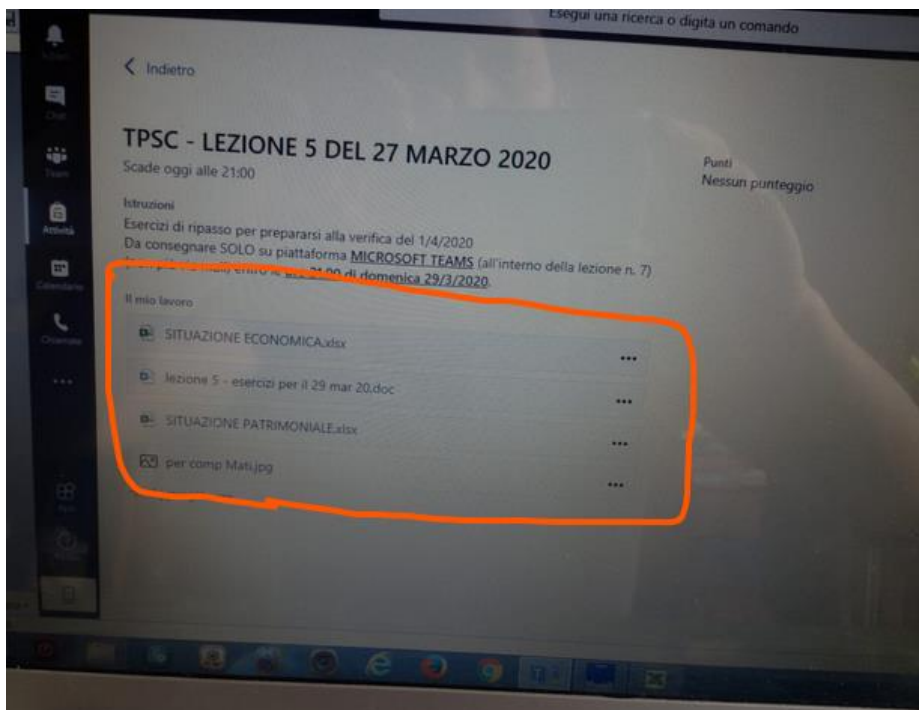 Esegui una ricerca o digita un comando
Indietro
TPSC - LEZIONE 5 DEL 27 MARZO 2020
Scade oggi alle 21:00
Punti
Nessun punteggio
Istruzioni
Esercizi di ripasso per prepararsi alla verifica del 1/4/2020
Da consegnare SOLO su piattaforma MICROSOFT TEAMS (all'interno della lezione n. 7)
entro le ore 21:00 di domenica 29/3/2020.
Il mio lavoro
SITUAZIONE ECONOMICA.xlsx
lezione 5 - esercizi per il 29 mar 20.doc
SITUAZIONE PATRIMONIALE.xlsx
per comp Mati.jpg
Chat
Team
Attività
Calendario
Chiamate